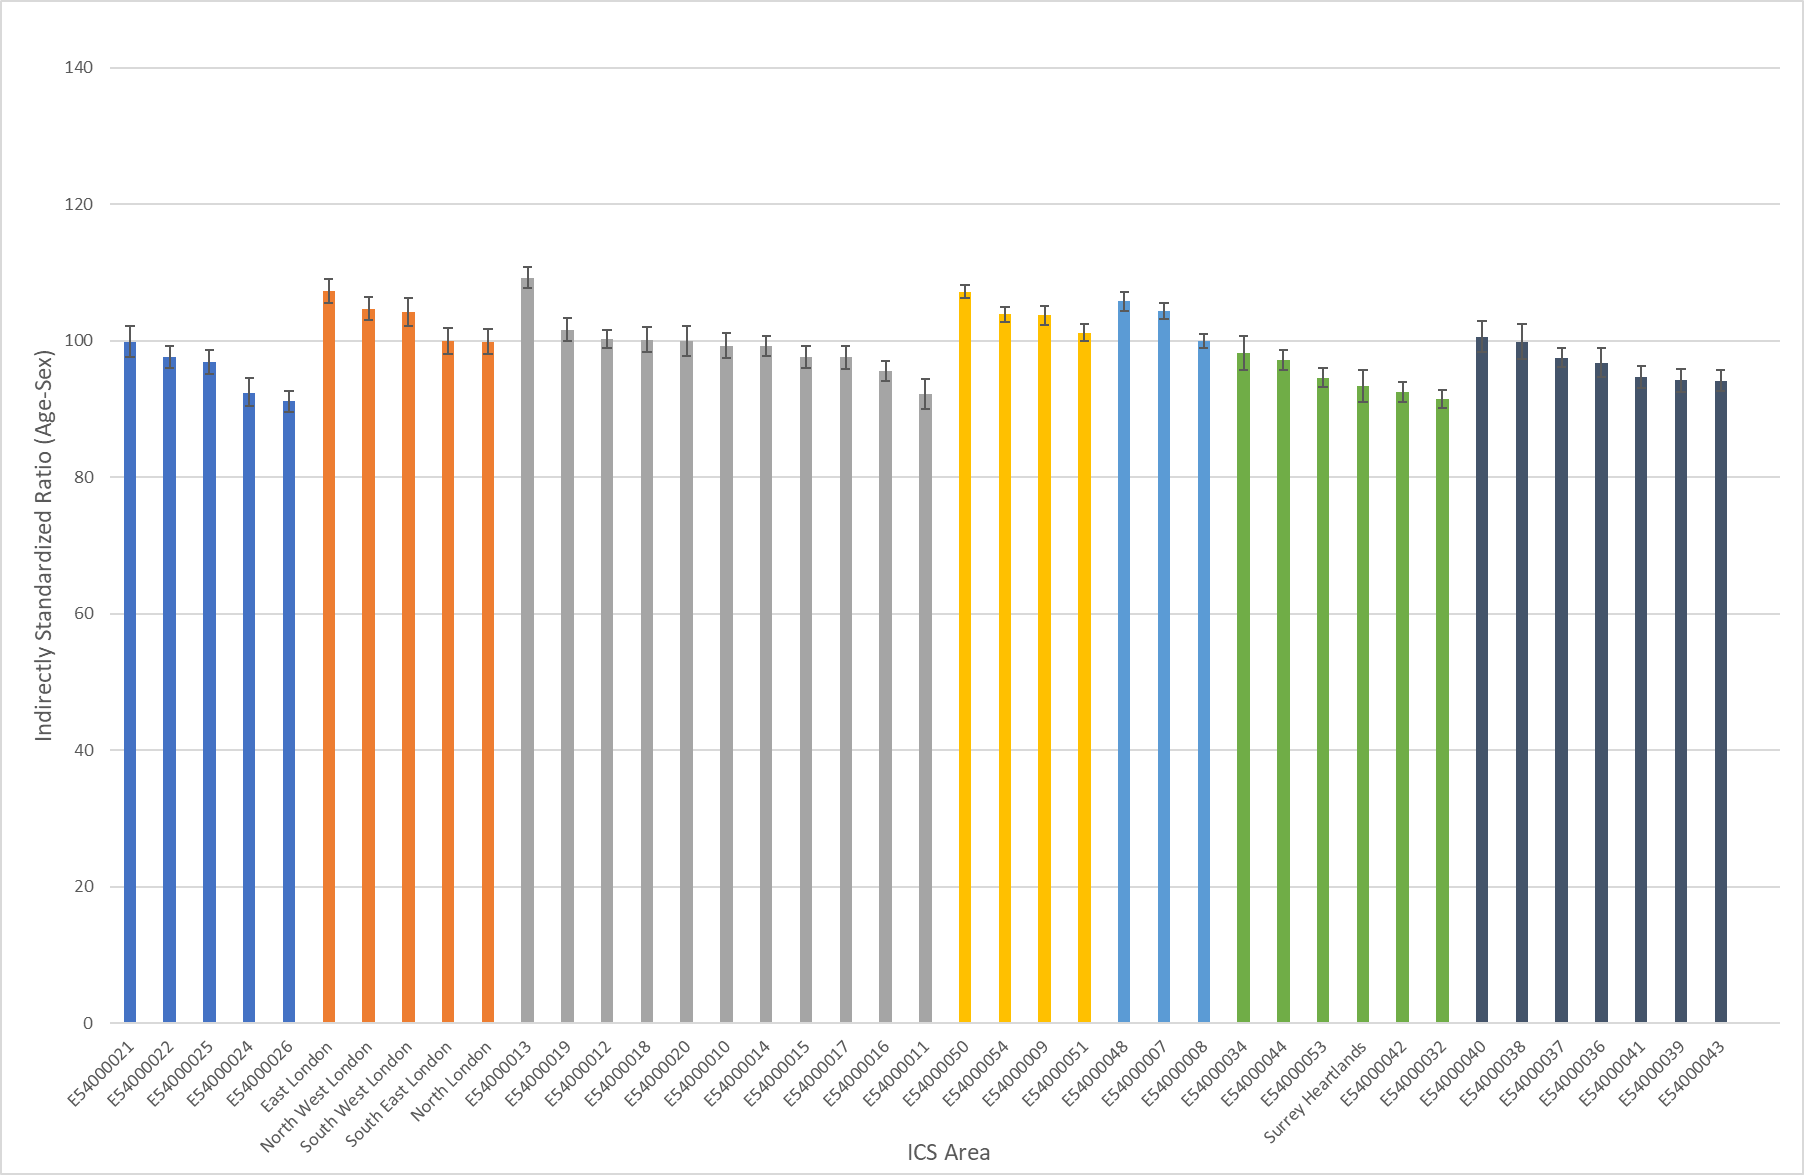 140
120
100
80
60
40
20
0
Indirectly Standardized Ratio (Age-Sex)
E54000021
E54000022
E54000025
E54000024
E54000026
East London
North West London
South West London
South East London
North London
E54000013
E54000019
E54000012
E54000018
E54000020
E54000010
E54000014
E54000015
E54000017
E54000016
E54000011
E54000050
E54000054
E54000009
E54000051
E54000048
E54000007
E54000008
E54000034
E54000044
E54000053
Surrey Heartlands
E54000042
E54000032
E54000040
E54000038
E54000037
E54000036
E54000041
E54000039
E54000043
ICS Area